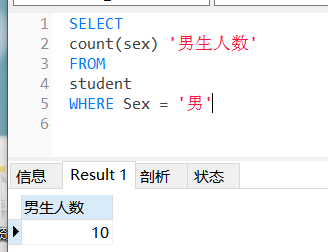 1 SELECT
2 count(sex) '男生人数'
3 FROM
4 student
5 WHERE Sex = '男'
6
信息 Result 1 剖析 状态
男生人数
10